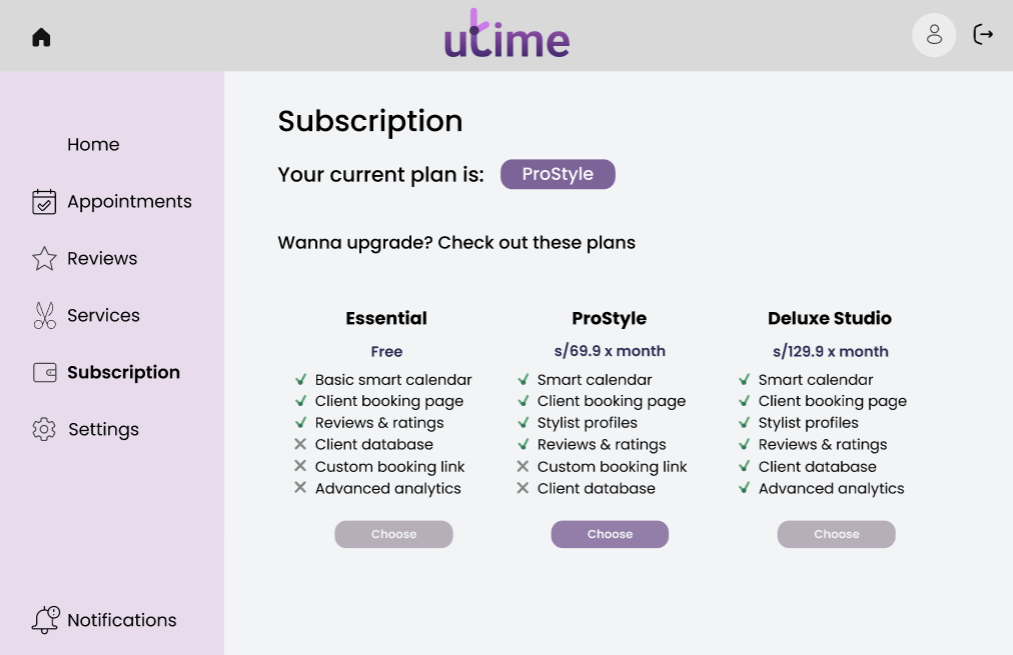 utime
Home
Appointments
Reviews
Services
Subscription
Settings
Notifications
Subscription
Your current plan is: ProStyle
Wanna upgrade? Check out these plans
Essential
Free
Basic smart calendar
Client booking page
Reviews & ratings
Client database
Custom booking link
Advanced analytics
Choose
ProStyle
s/69.9 x month
Smart calendar
Client booking page
Stylist profiles
Reviews & ratings
Custom booking link
Client database
Choose
Deluxe Studio
s/129.9 x month
Smart calendar
Client booking page
Stylist profiles
Reviews & ratings
Client database
Advanced analytics
Choose